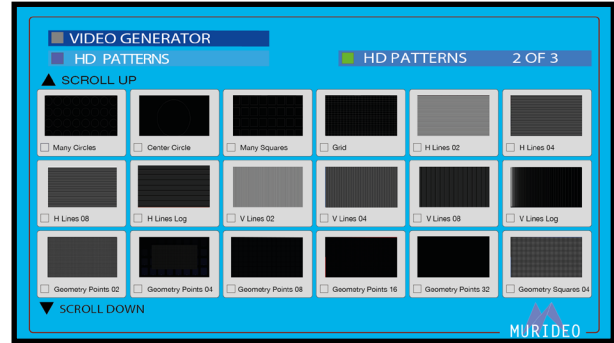 VIDEO GENERATOR
HD PATTERNS
HD PATTERNS 2 OF 3
SCROLL UP
Many Circles
Center Circle
Many Squares
Grid
H Lines 02
H Lines 04
H Lines 08
H Lines Log
V Lines 02
V Lines 04
V Lines 08
V Lines Log
Geometry Points 02
Geometry Points 04
Geometry Points 08
Geometry Points 16
Geometry Points 32
Geometry Squares 04
SCROLL DOWN
MURIDEO